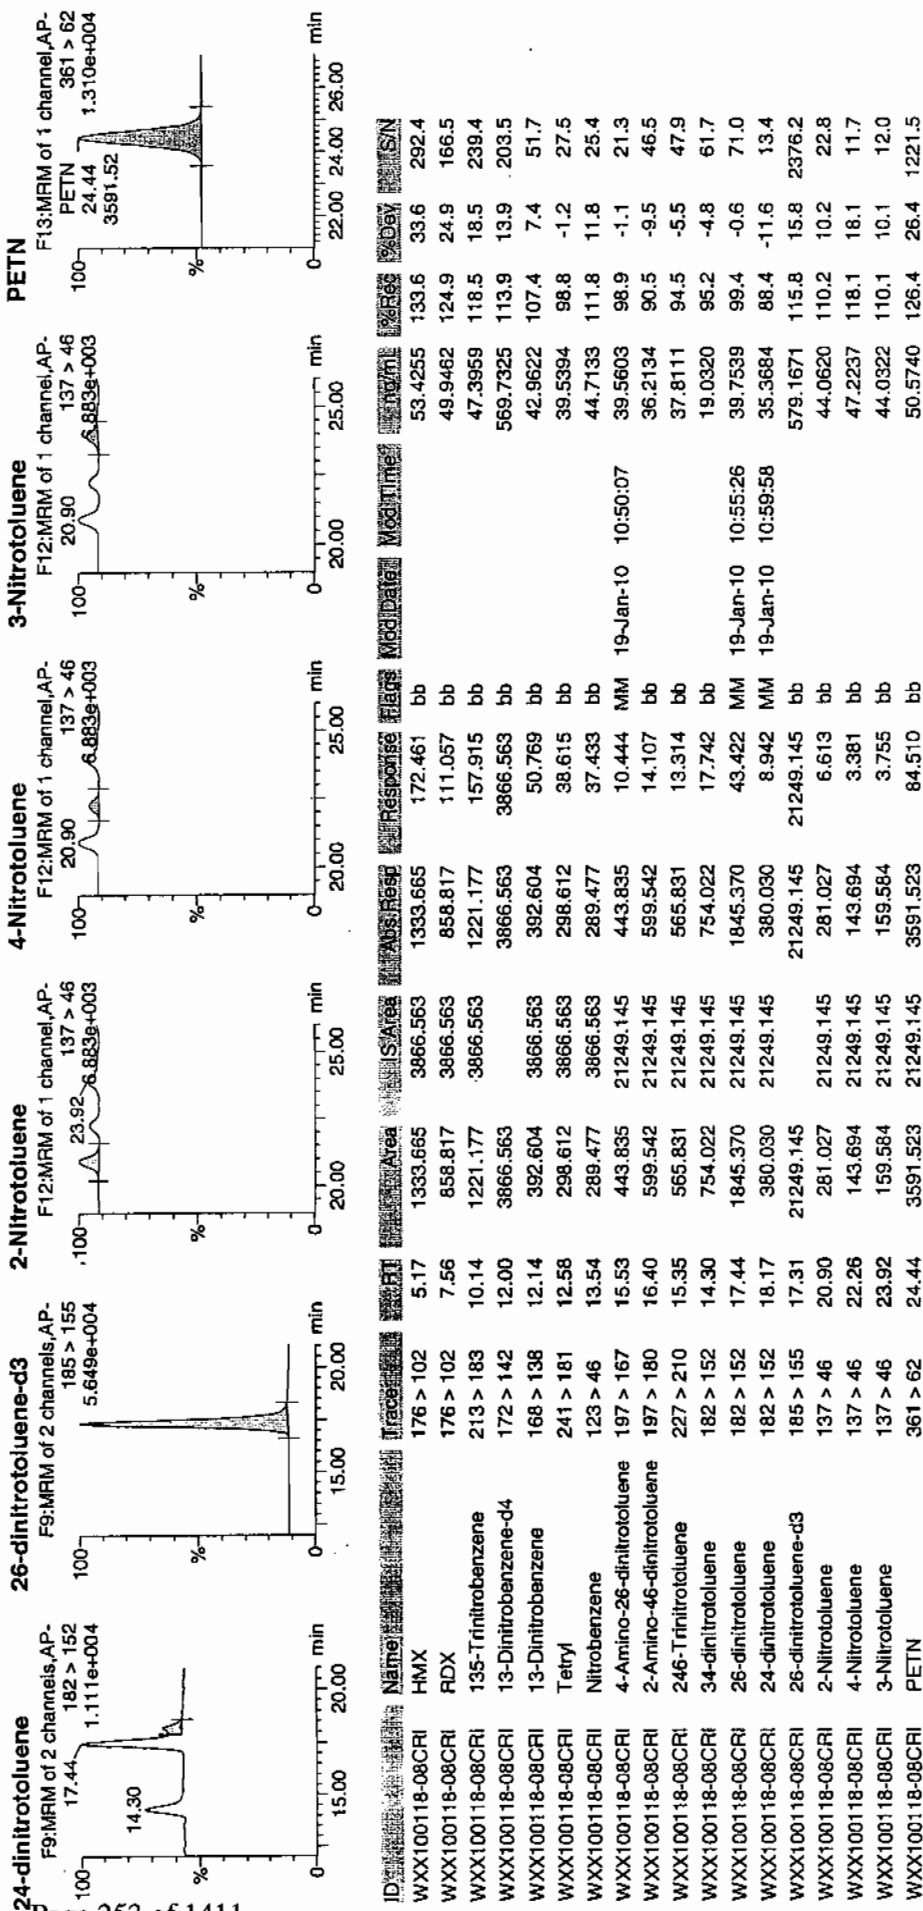 24-dinitrotoluene
F9:MRM of 2 channels,AP-
182 > 152
1.111e+004
17.44
14.30
100
%
0
15.00 20.00 min
26-dinitrotoluene-d3
F9:MRM of 2 channels,AP-
185 > 155
5.649e+004
100
%
0
15.00 20.00 min
2-Nitrotoluene
F12:MRM of 1 channel,AP-
137 > 46
6.883e+003
23.92
100
%
0
20.00 25.00 min
4-Nitrotoluene
F12:MRM of 1 channel,AP-
137 > 46
6.883e+003
20.90
100
%
0
20.00 25.00 min
3-Nitrotoluene
F12:MRM of 1 channel,AP-
137 > 46
6.883e+003
20.90
100
%
0
20.00 25.00 min
PETN
F13:MRM of 1 channel,AP-
PETN 361 > 62
24.44 1.310e+004
3591.52
100
%
0
22.00 24.00 26.00 min
ID Name Trace RT Area IS Area Abs.Resp Response Flags Mod.Date Mod.Time ng/mL %Rec %Dev S/N
WXX100118-08CRI HMX 176 > 102 5.17 1333.665 3866.563 1333.665 172.461 bb 53.4255 133.6 33.6 292.4
WXX100118-08CRI RDX 176 > 102 7.56 858.817 3866.563 858.817 111.057 bb 49.9462 124.9 24.9 166.5
WXX100118-08CRI 135-Trinitrobenzene 213 > 183 10.14 1221.177 3866.563 1221.177 157.915 bb 47.3959 118.5 18.5 239.4
WXX100118-08CRI 13-Dinitrobenzene-d4 172 > 142 12.00 3866.563 3866.563 3866.563 bb 569.7325 113.9 13.9 203.5
WXX100118-08CRI 13-Dinitrobenzene 168 > 138 12.14 392.604 3866.563 392.604 50.769 bb 42.9622 107.4 7.4 51.7
WXX100118-08CRI Tetryl 241 > 181 12.58 298.612 3866.563 298.612 38.615 bb 39.5394 98.8 -1.2 27.5
WXX100118-08CRI Nitrobenzene 123 > 46 13.54 289.477 3866.563 289.477 37.433 bb 44.7133 111.8 11.8 25.4
WXX100118-08CRI 4-Amino-26-dinitrotoluene 197 > 167 15.53 443.835 21249.145 443.835 10.444 MM 19-Jan-10 10:50:07 39.5603 98.9 -1.1 21.3
WXX100118-08CRI 2-Amino-46-dinitrotoluene 197 > 180 16.40 599.542 21249.145 599.542 14.107 bb 36.2134 90.5 -9.5 46.5
WXX100118-08CRI 246-Trinitrotoluene 227 > 210 15.35 565.831 21249.145 565.831 13.314 bb 37.8111 94.5 -5.5 47.9
WXX100118-08CRI 34-dinitrotoluene 182 > 152 14.30 754.022 21249.145 754.022 17.742 bb 19.0320 95.2 -4.8 61.7
WXX100118-08CRI 26-dinitrotoluene 182 > 152 17.44 1845.370 21249.145 1845.370 43.422 MM 19-Jan-10 10:55:26 39.7539 99.4 -0.6 71.0
WXX100118-08CRI 24-dinitrotoluene 182 > 152 18.17 380.030 21249.145 380.030 8.942 MM 19-Jan-10 10:59:58 35.3684 88.4 -11.6 13.4
WXX100118-08CRI 26-dinitrotoluene-d3 185 > 155 17.31 21249.145 21249.145 21249.145 bb 579.1671 115.8 15.8 2376.2
WXX100118-08CRI 2-Nitrotoluene 137 > 46 20.90 281.027 21249.145 281.027 6.613 bb 44.0620 110.2 10.2 22.8
WXX100118-08CRI 4-Nitrotoluene 137 > 46 22.26 143.694 21249.145 143.694 3.381 bb 47.2237 118.1 18.1 11.7
WXX100118-08CRI 3-Nitrotoluene 137 > 46 23.92 159.584 21249.145 159.584 3.755 bb 44.0322 110.1 10.1 12.0
WXX100118-08CRI PETN 361 > 62 24.44 3591.523 21249.145 3591.523 84.510 bb 50.5740 126.4 26.4 1221.5